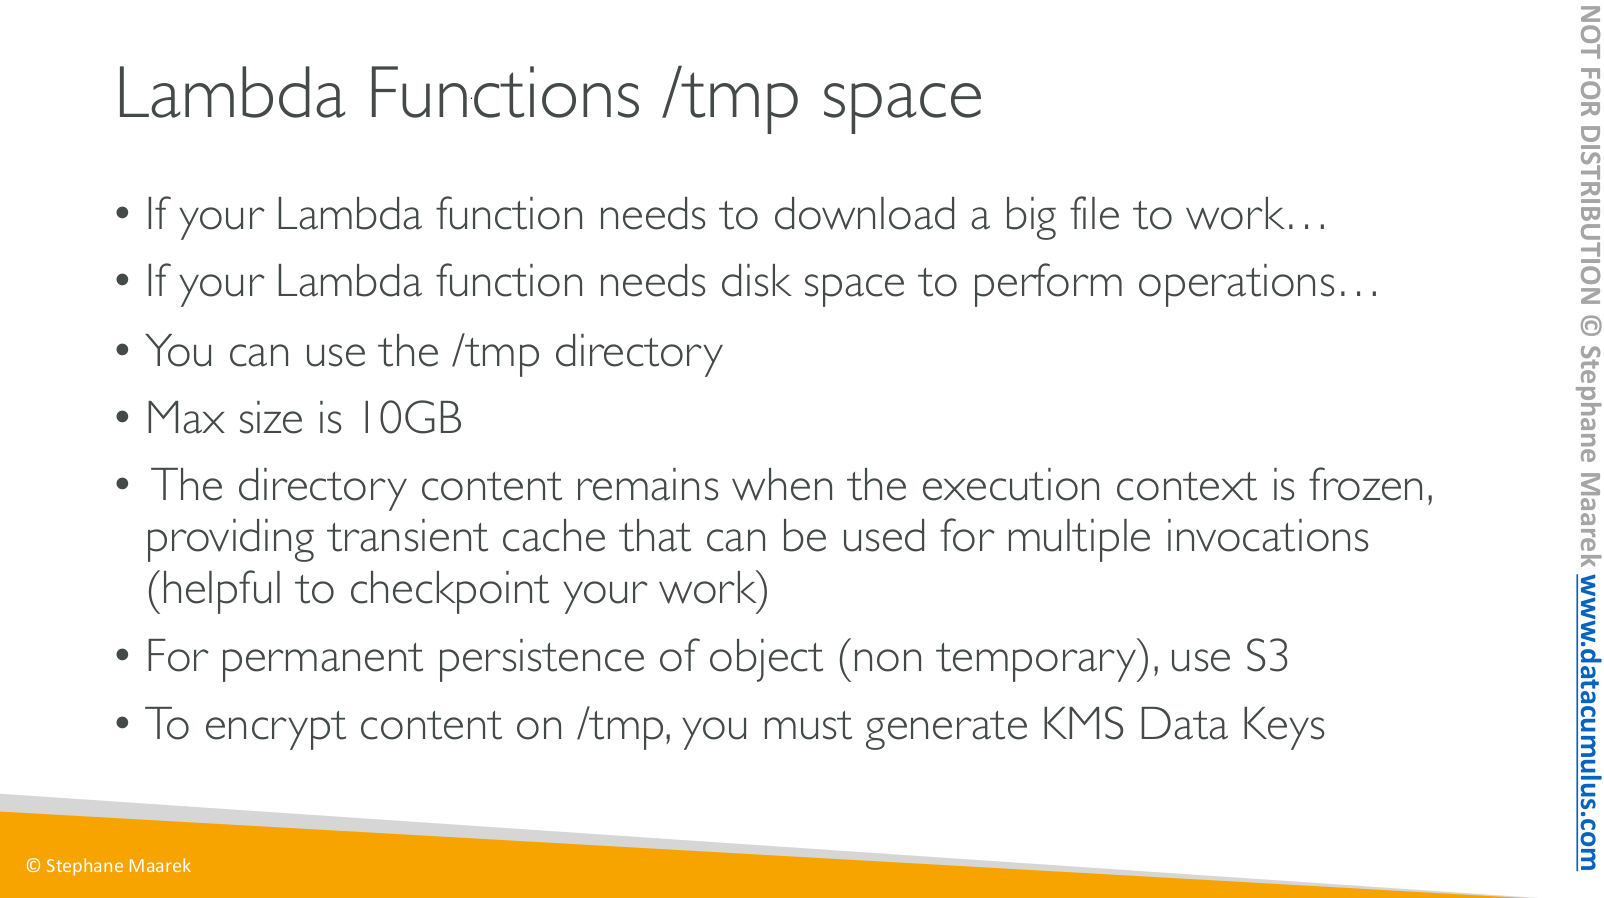 Lambda Functions /tmp space
• If your Lambda function needs to download a big file to work…
• If your Lambda function needs disk space to perform operations…
• You can use the /tmp directory
• Max size is 10GB
• The directory content remains when the execution context is frozen,
providing transient cache that can be used for multiple invocations
(helpful to checkpoint your work)
• For permanent persistence of object (non temporary), use S3
• To encrypt content on /tmp, you must generate KMS Data Keys
© Stephane Maarek
NOT FOR DISTRIBUTION © Stephane Maarek www.datacumulus.com